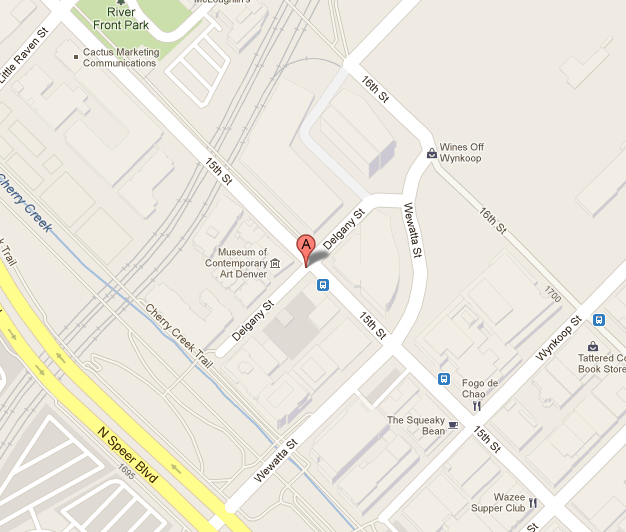 McLoughlin's
River
Front Park
Little Raven St
Cactus Marketing
Communications
16th St
Wines Off
Wynkoop
15th St
Cherry Creek
16th St
Wewatta St
Delgany St
A
Museum of
Contemporary
Art Denver
Trail
1700
Cherry Creek Trail
Delgany St
15th St
Wynkoop St
Tattered Co
Book Store
Fogo de
Chao
The Squeaky
Bean
15th St
N Speer Blvd
Wewatta St
1695
Wazee
Supper Club
St